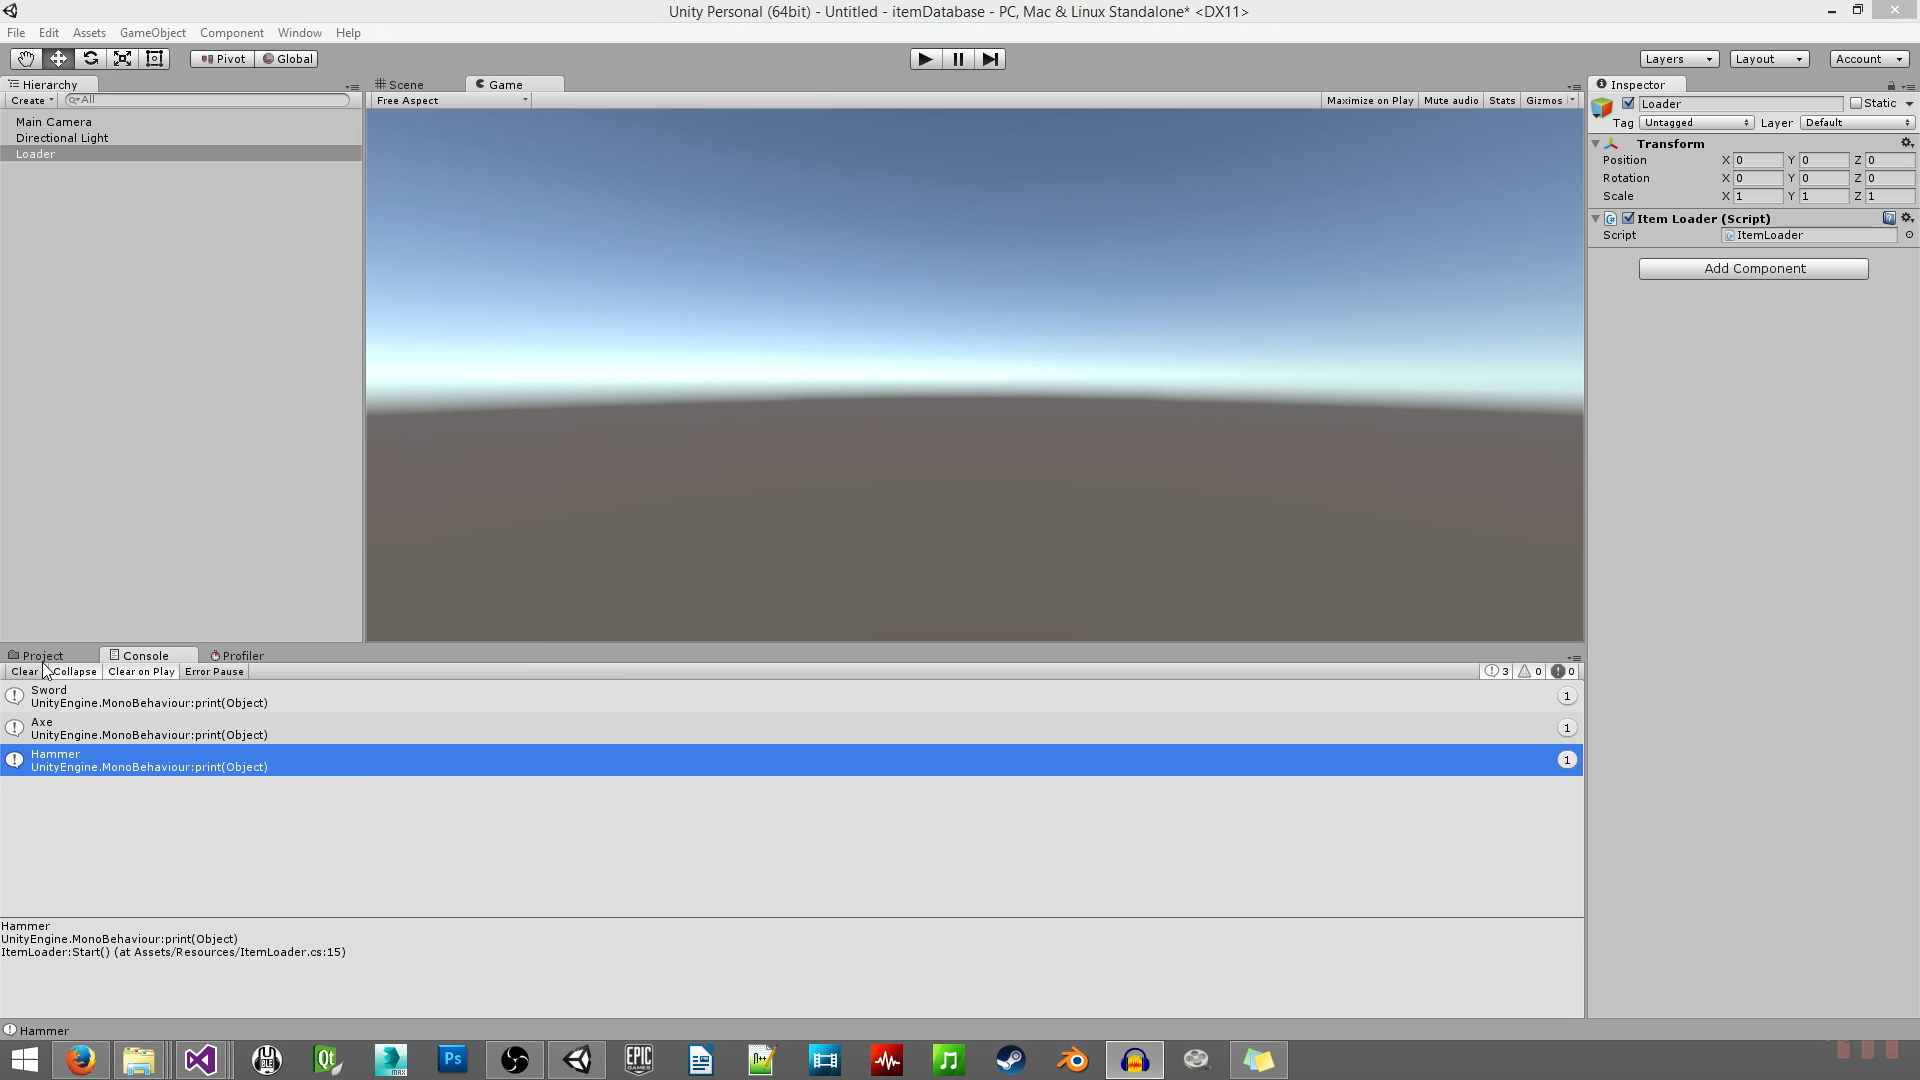 Unity Personal (64bit) - Untitled - itemDatabase - PC, Mac & Linux Standalone* <DX11>
File Edit Assets GameObject Component Window Help
Pivot Global Layers Layout Account
Hierarchy
Create All
Main Camera
Directional Light
Loader
Scene Game
Free Aspect Maximize on Play Mute audio Stats Gizmos
Inspector
Loader Static
Tag Untagged Layer Default
Transform
Position X 0 Y 0 Z 0
Rotation X 0 Y 0 Z 0
Scale X 1 Y 1 Z 1
Item Loader (Script)
Script ItemLoader
Add Component
Project Console Profiler
Clear Collapse Clear on Play Error Pause 3 0 0
Sword
UnityEngine.MonoBehaviour:print(Object) 1
Axe
UnityEngine.MonoBehaviour:print(Object) 1
Hammer
UnityEngine.MonoBehaviour:print(Object) 1
Hammer
UnityEngine.MonoBehaviour:print(Object)
ItemLoader:Start() (at Assets/Resources/ItemLoader.cs:15)
Hammer
Qt MAX Ps EPIC GAMES